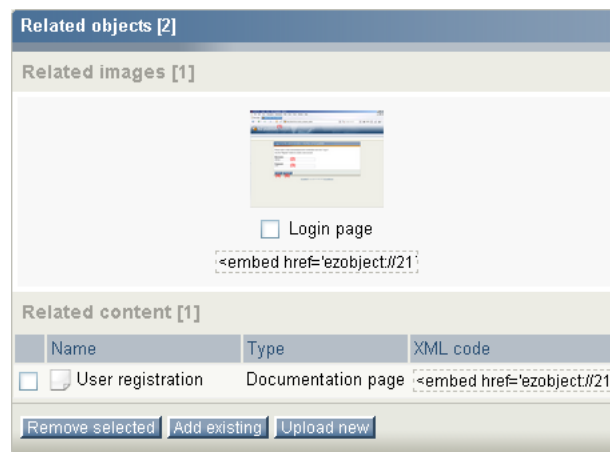 Related objects [2]
Related images [1]
Login page
<embed href='ezobject://21
Related content [1]
Name Type XML code
User registration Documentation page <embed href='ezobject://21
Remove selected Add existing Upload new